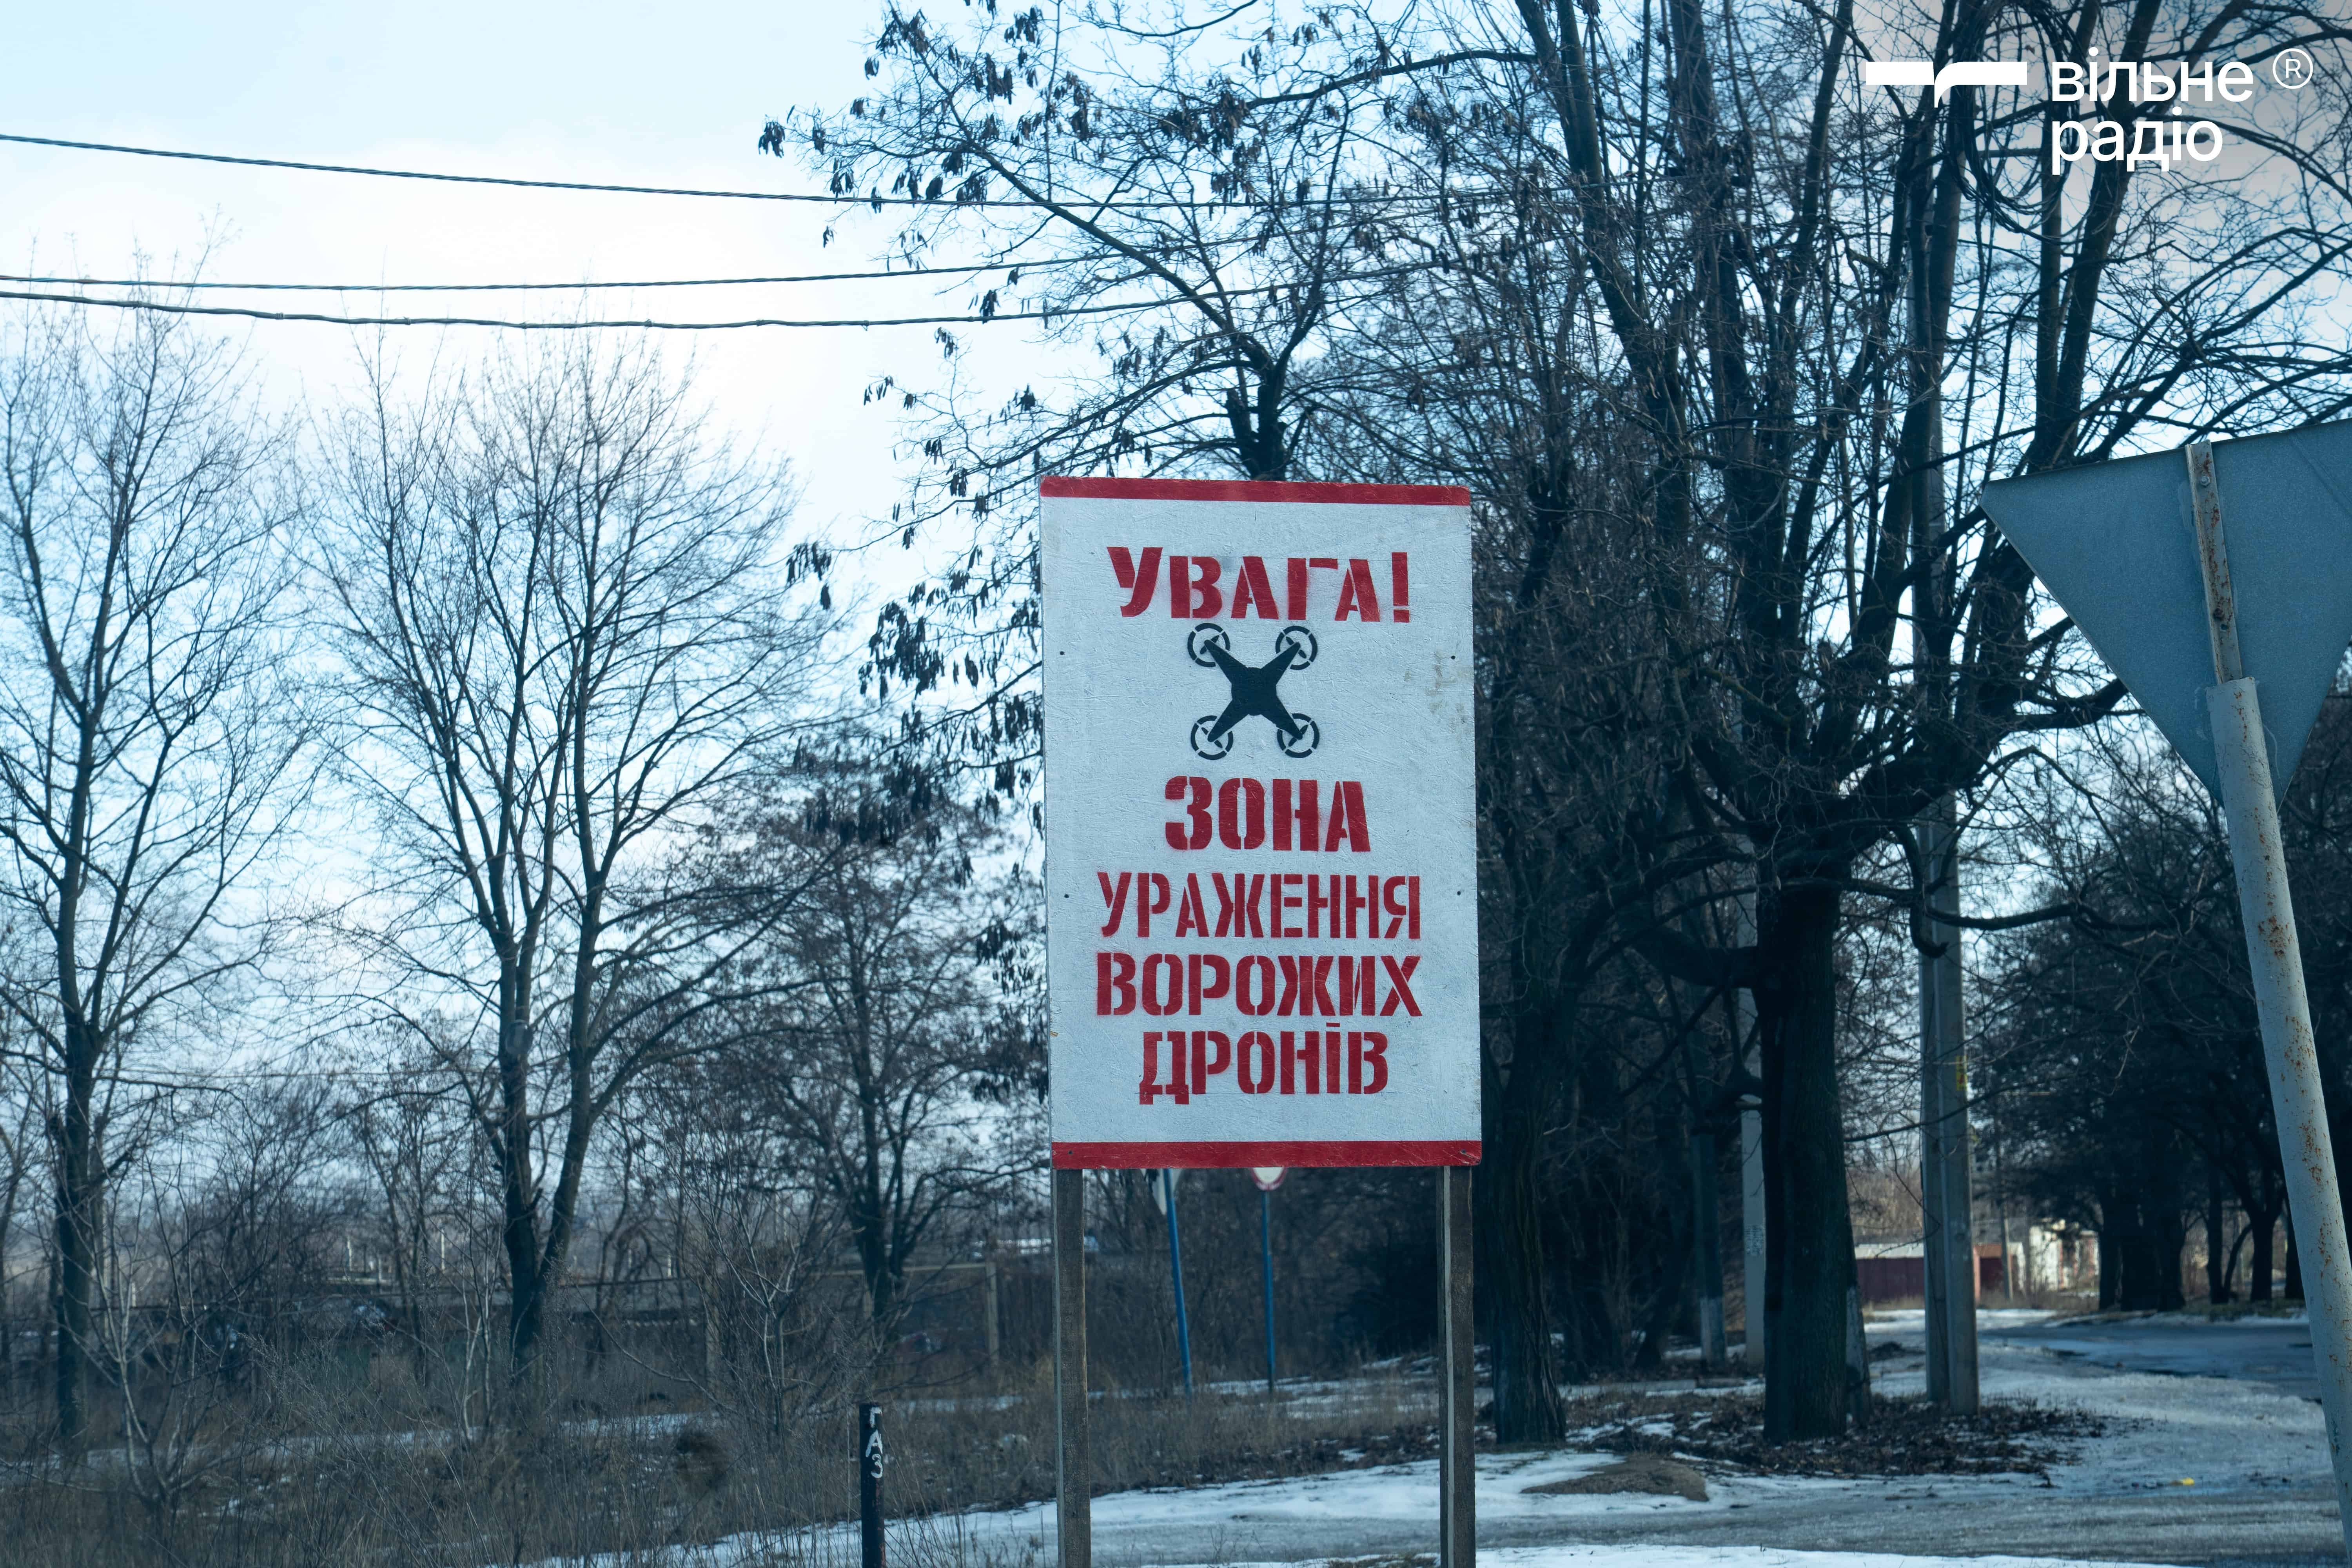 вільне ®
радіо
УВАГА!
ЗОНА
УРАЖЕННЯ
ВОРОЖИХ
ДРОНІВ
ГАЗ